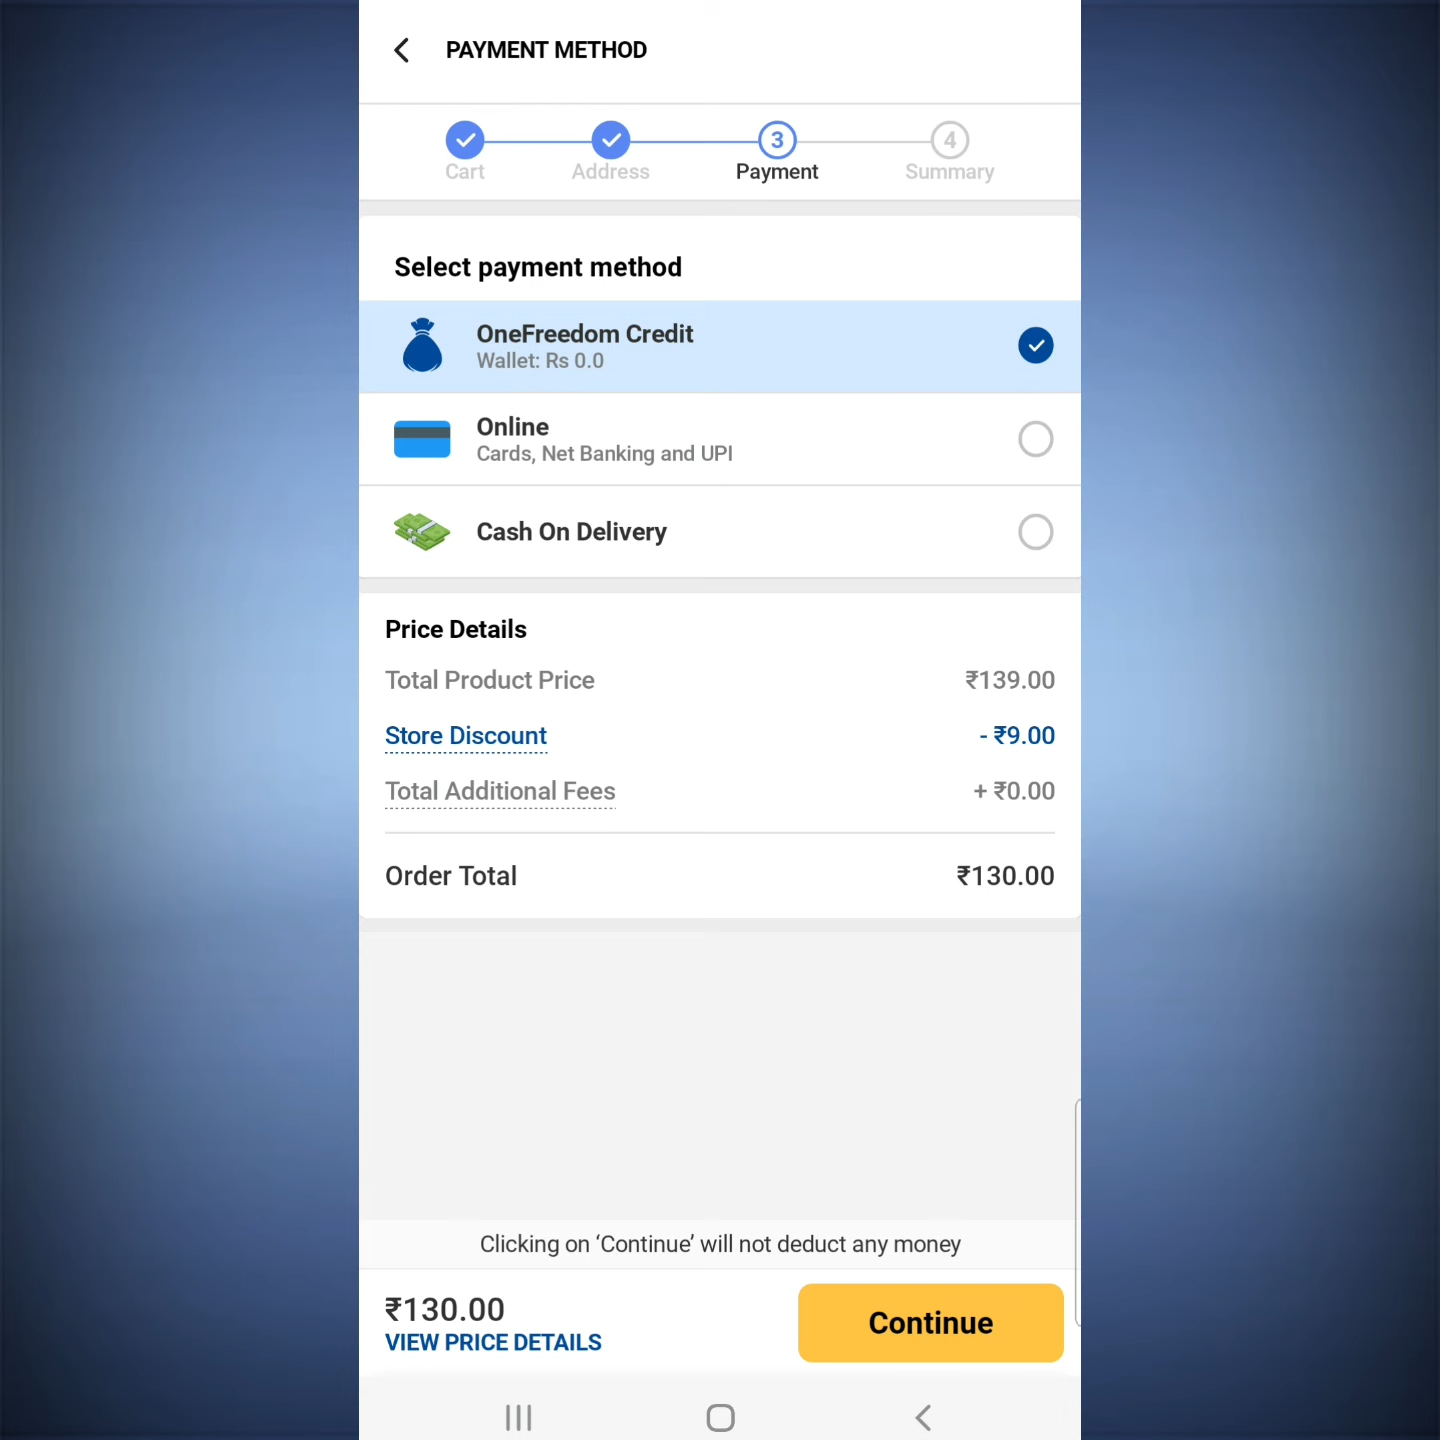 PAYMENT METHOD
Cart
Address
3
Payment
4
Summary
Select payment method
OneFreedom Credit
Wallet: Rs 0.0
Online
Cards, Net Banking and UPI
Cash On Delivery
Price Details
Total Product Price ₹139.00
Store Discount - ₹9.00
Total Additional Fees + ₹0.00
Order Total ₹130.00
Clicking on ‘Continue’ will not deduct any money
₹130.00
VIEW PRICE DETAILS
Continue